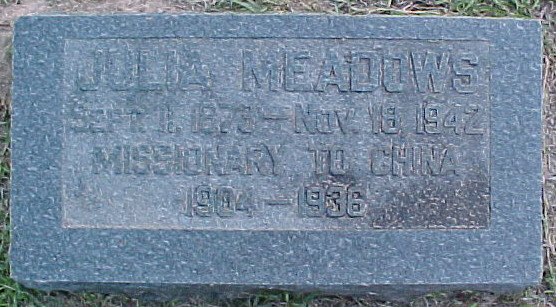 JULIA MEADOWS
SEPT. 11, 1873 — NOV. 18, 1942
MISSIONARY TO CHINA
1904 — 1936